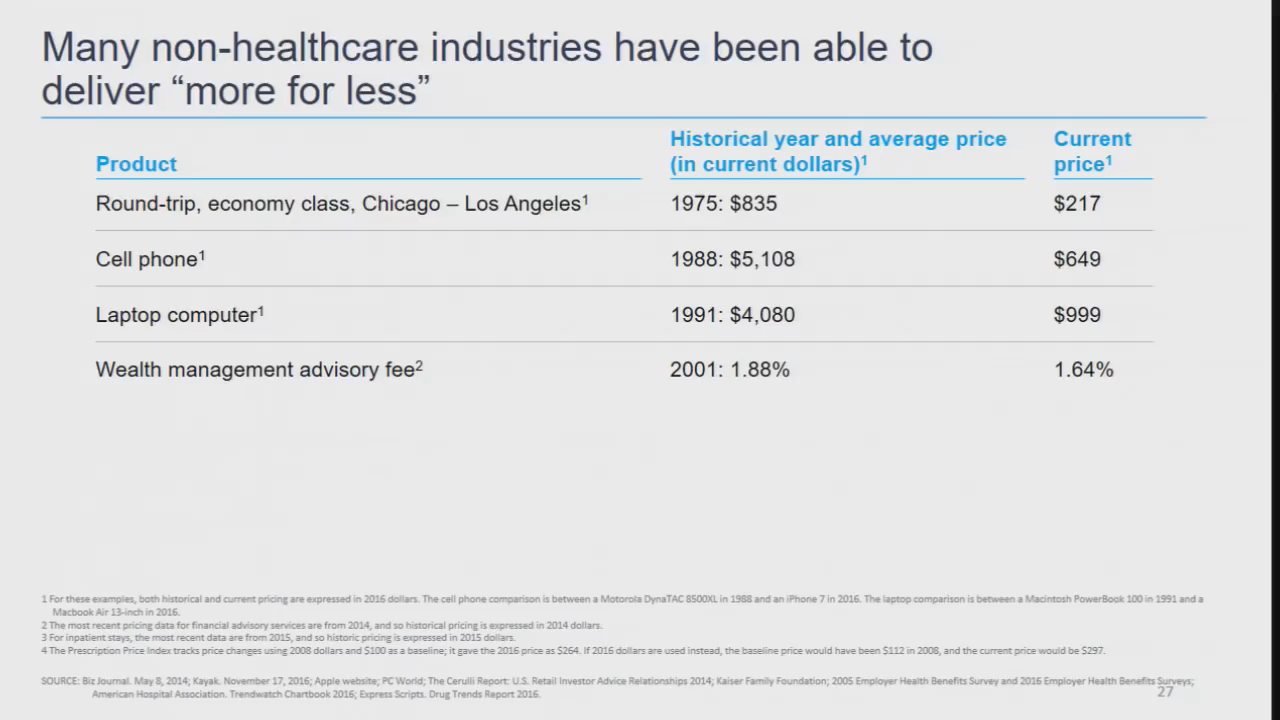 Many non-healthcare industries have been able to
deliver “more for less”
Product
Historical year and average price
(in current dollars)¹
Current
price¹
Round-trip, economy class, Chicago – Los Angeles¹ 1975: $835 $217
Cell phone¹ 1988: $5,108 $649
Laptop computer¹ 1991: $4,080 $999
Wealth management advisory fee² 2001: 1.88% 1.64%
1 For these examples, both historical and current pricing are expressed in 2016 dollars. The cell phone comparison is between a Motorola DynaTAC 8500XL in 1988 and an iPhone 7 in 2016. The laptop comparison is between a Macintosh PowerBook 100 in 1991 and a
Macbook Air 13-inch in 2016.
2 The most recent pricing data for financial advisory services are from 2014, and so historical pricing is expressed in 2014 dollars.
3 For inpatient stays, the most recent data are from 2015, and so historic pricing is expressed in 2015 dollars.
4 The Prescription Price Index tracks price changes using 2008 dollars and $100 as a baseline; it gave the 2016 price as $264. If 2016 dollars are used instead, the baseline price would have been $112 in 2008, and the current price would be $297.
SOURCE: Biz Journal. May 8, 2014; Kayak. November 17, 2016; Apple website; PC World; The Cerulli Report: U.S. Retail Investor Advice Relationships 2014; Kaiser Family Foundation; 2005 Employer Health Benefits Survey and 2016 Employer Health Benefits Surveys;
American Hospital Association. Trendwatch Chartbook 2016; Express Scripts. Drug Trends Report 2016.
27